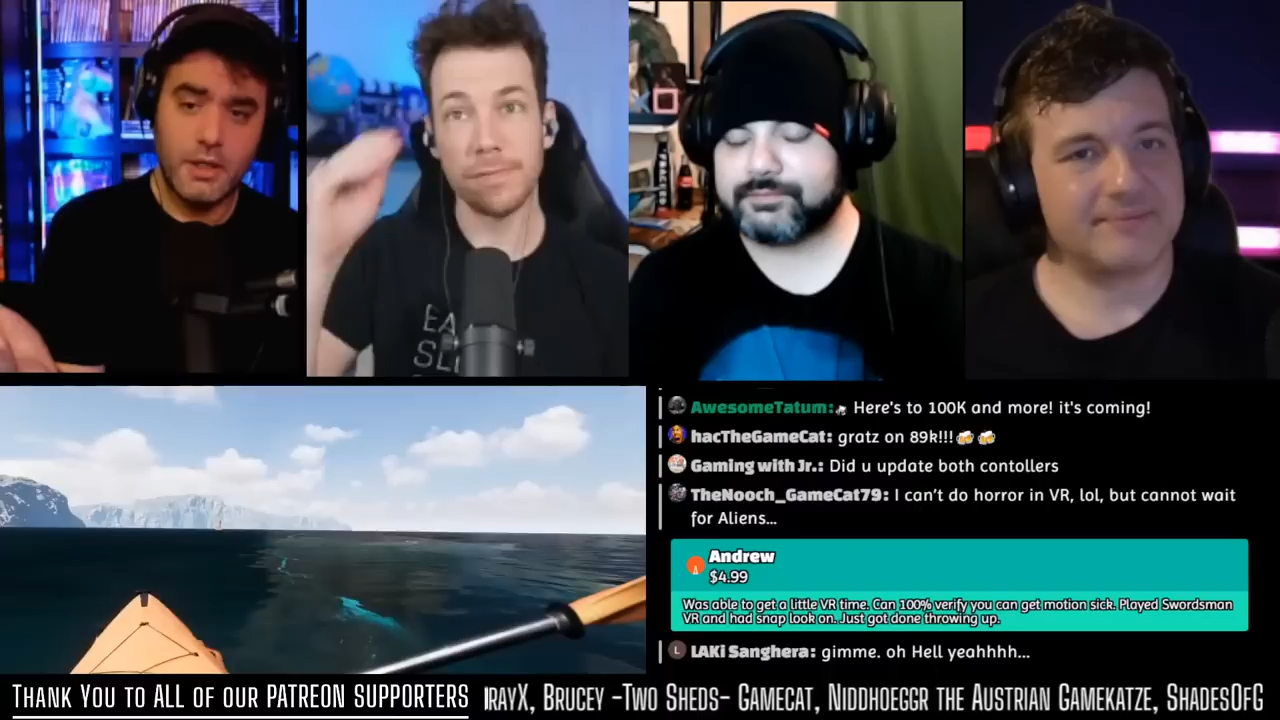 EA
SL
AwesomeTatum: Here's to 100K and more! it's coming!
hacTheGameCat: gratz on 89k!!!🍻🍻
Gaming with Jr.: Did u update both contollers
TheNooch_GameCat79: I can't do horror in VR, lol, but cannot wait
for Aliens...
Andrew
$4.99
Was able to get a little VR time. Can 100% verify you can get motion sick. Played Swordsman
VR and had snap look on. Just got done throwing up.
L LAKi Sanghera: gimme. oh Hell yeahhhh...
Thank You to ALL of our PATREON SUPPORTERS
irayX, Brucey -Two Sheds- Gamecat, Niddhoeggr the Austrian Gamekatze, ShadesOfG